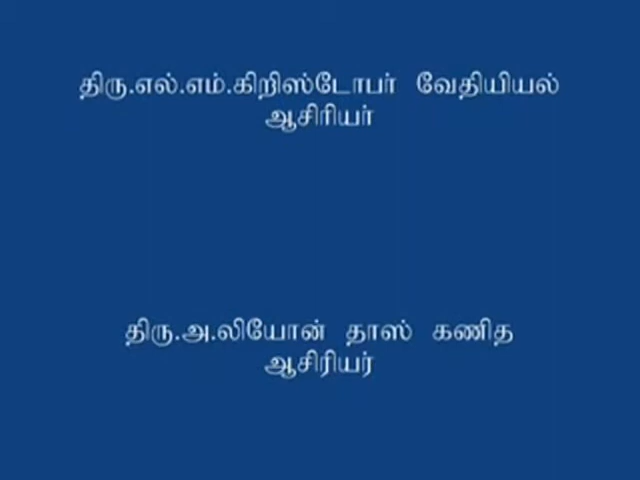 திரு.எல்.எம்.கிறிஸ்டோபர் வேதியியல்
ஆசிரியர்
திரு.அ.லியோன் தாஸ் கணித
ஆசிரியர்